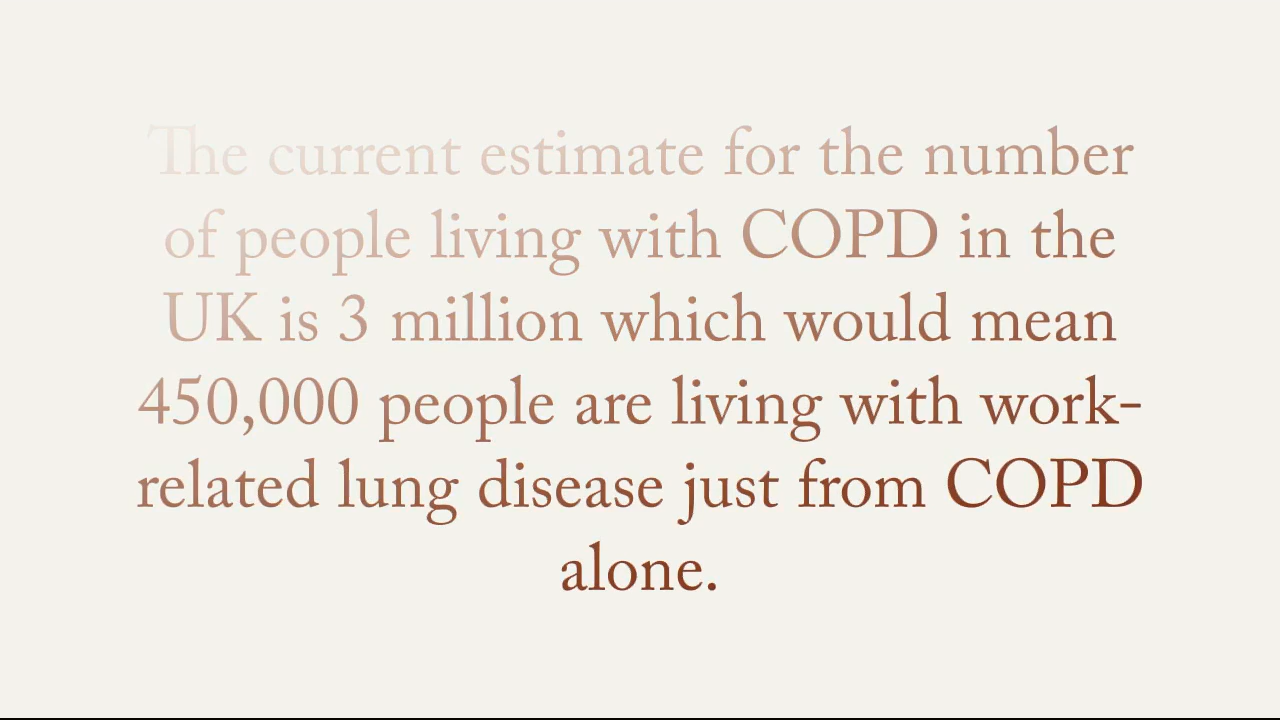 The current estimate for the number
of people living with COPD in the
UK is 3 million which would mean
450,000 people are living with work-
related lung disease just from COPD
alone.